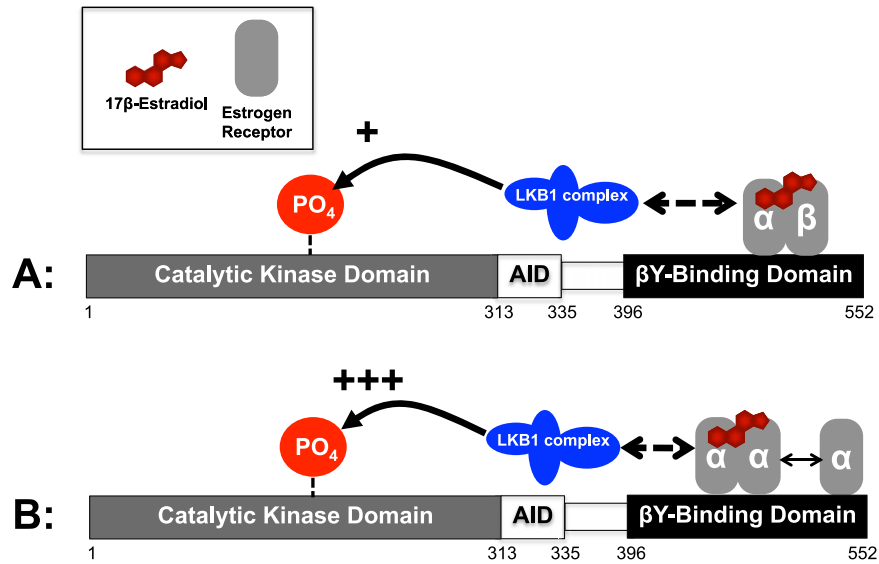 17β-Estradiol
Estrogen
Receptor
+
LKB1 complex
PO4
α β
A:
Catalytic Kinase Domain AID βY-Binding Domain
1 313 335 396 552
+++
LKB1 complex
PO4
α α α
B:
Catalytic Kinase Domain AID βY-Binding Domain
1 313 335 396 552